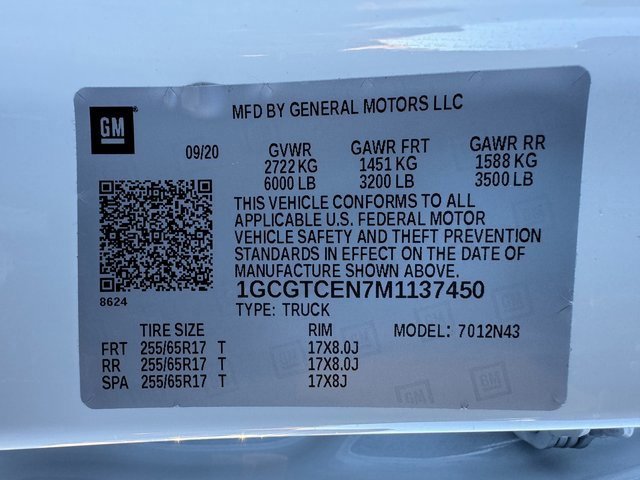 MFD BY GENERAL MOTORS LLC
GM
09/20 GVWR GAWR FRT GAWR RR
2722 KG 1451 KG 1588 KG
6000 LB 3200 LB 3500 LB
THIS VEHICLE CONFORMS TO ALL
APPLICABLE U.S. FEDERAL MOTOR
VEHICLE SAFETY AND THEFT PREVENTION
STANDARDS IN EFFECT ON THE DATE OF
MANUFACTURE SHOWN ABOVE.
8624
1GCGTCEN7M1137450
TYPE: TRUCK
TIRE SIZE RIM MODEL: 7012N43
FRT 255/65R17 T 17X8.0J
RR 255/65R17 T 17X8.0J
SPA 255/65R17 T 17X8J
GM
GM